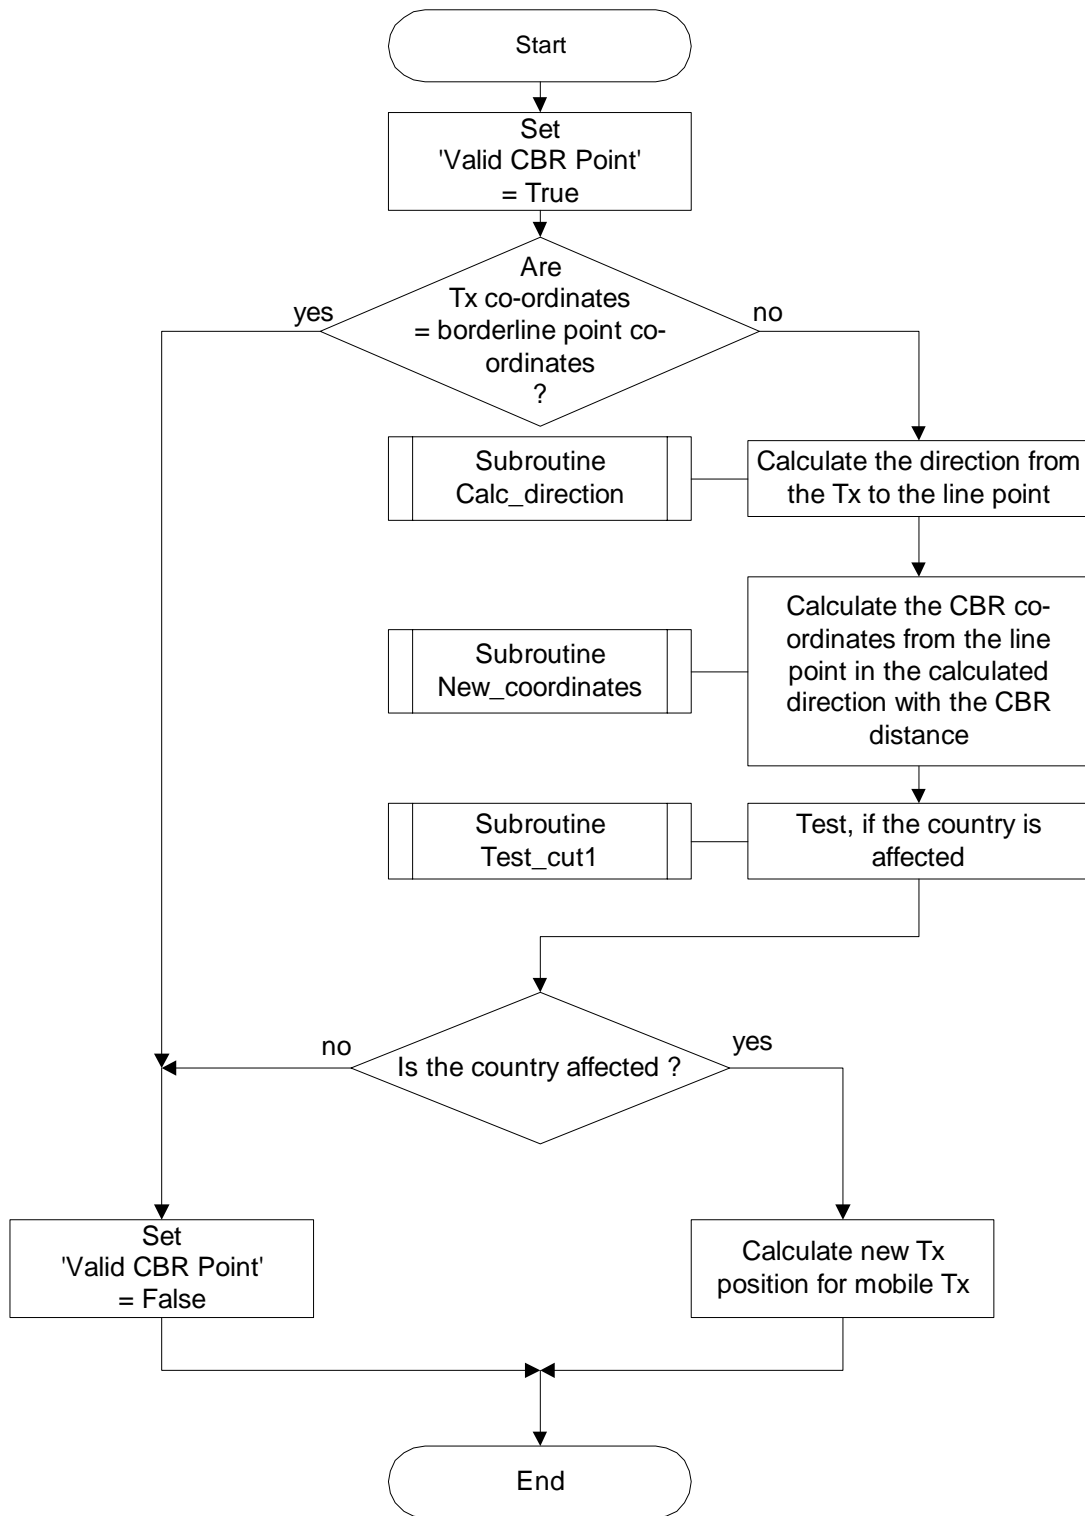 Start
Set
'Valid CBR Point'
= True
Are
Tx co-ordinates
= borderline point co-
ordinates
?
yes
no
Subroutine
Calc_direction
Calculate the direction from
the Tx to the line point
Subroutine
New_coordinates
Calculate the CBR co-
ordinates from the line
point in the calculated
direction with the CBR
distance
Subroutine
Test_cut1
Test, if the country is
affected
no
Is the country affected ?
yes
Set
'Valid CBR Point'
= False
Calculate new Tx
position for mobile Tx
End